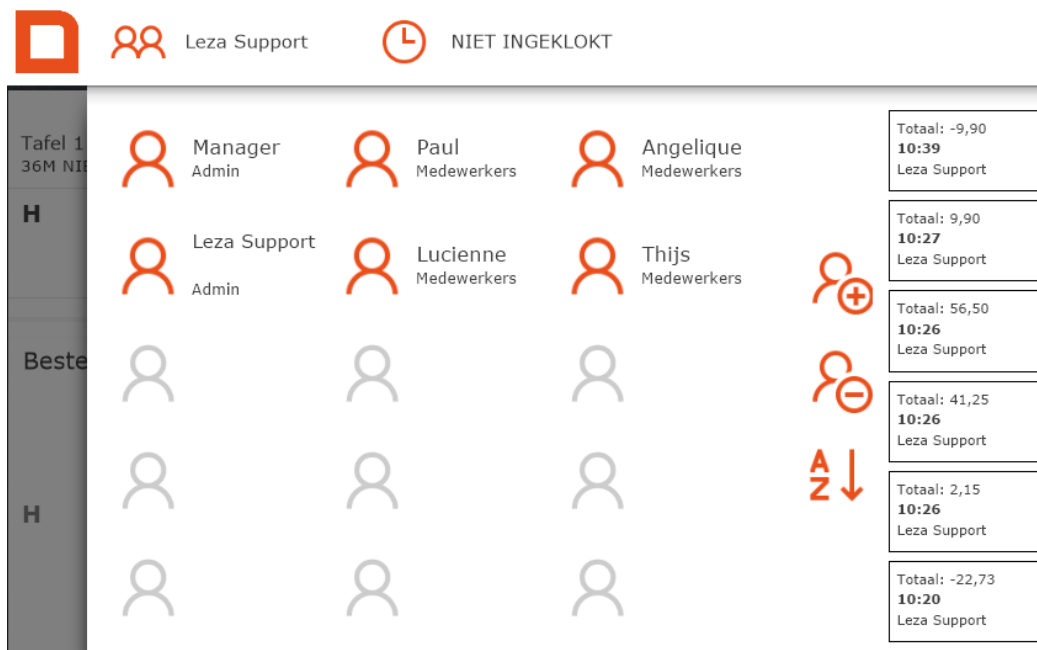 Leza Support
NIET INGEKLOKT
Tafel 1
36M NIE
H
Beste
H
Manager
Admin
Paul
Medewerkers
Angelique
Medewerkers
Leza Support
Admin
Lucienne
Medewerkers
Thijs
Medewerkers
A
Z
Totaal: -9,90
10:39
Leza Support
Totaal: 9,90
10:27
Leza Support
Totaal: 56,50
10:26
Leza Support
Totaal: 41,25
10:26
Leza Support
Totaal: 2,15
10:26
Leza Support
Totaal: -22,73
10:20
Leza Support